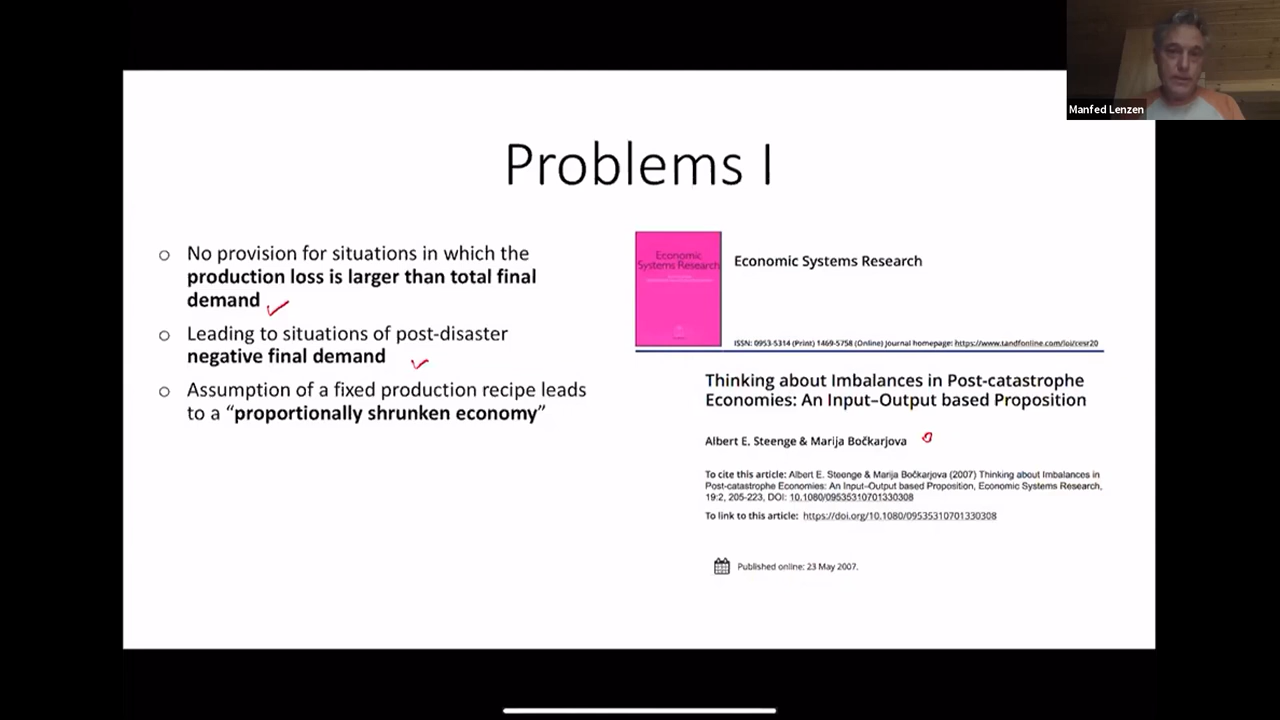 Manfed Lenzen
Problems I
No provision for situations in which the
production loss is larger than total final
demand
Leading to situations of post-disaster
negative final demand
Assumption of a fixed production recipe leads
to a “proportionally shrunken economy”
Economic
Systems Research
Economic Systems Research
ISSN: 0953-5314 (Print) 1469-5758 (Online) Journal homepage: https://www.tandfonline.com/loi/cesr20
Thinking about Imbalances in Post-catastrophe
Economies: An Input–Output based Proposition
Albert E. Steenge & Marija Bočkarjova
To cite this article: Albert E. Steenge & Marija Bočkarjova (2007) Thinking about Imbalances in
Post-catastrophe Economies: An Input–Output based Proposition, Economic Systems Research,
19:2, 205-223, DOI: 10.1080/09535310701330308
To link to this article: https://doi.org/10.1080/09535310701330308
Published online: 23 May 2007.